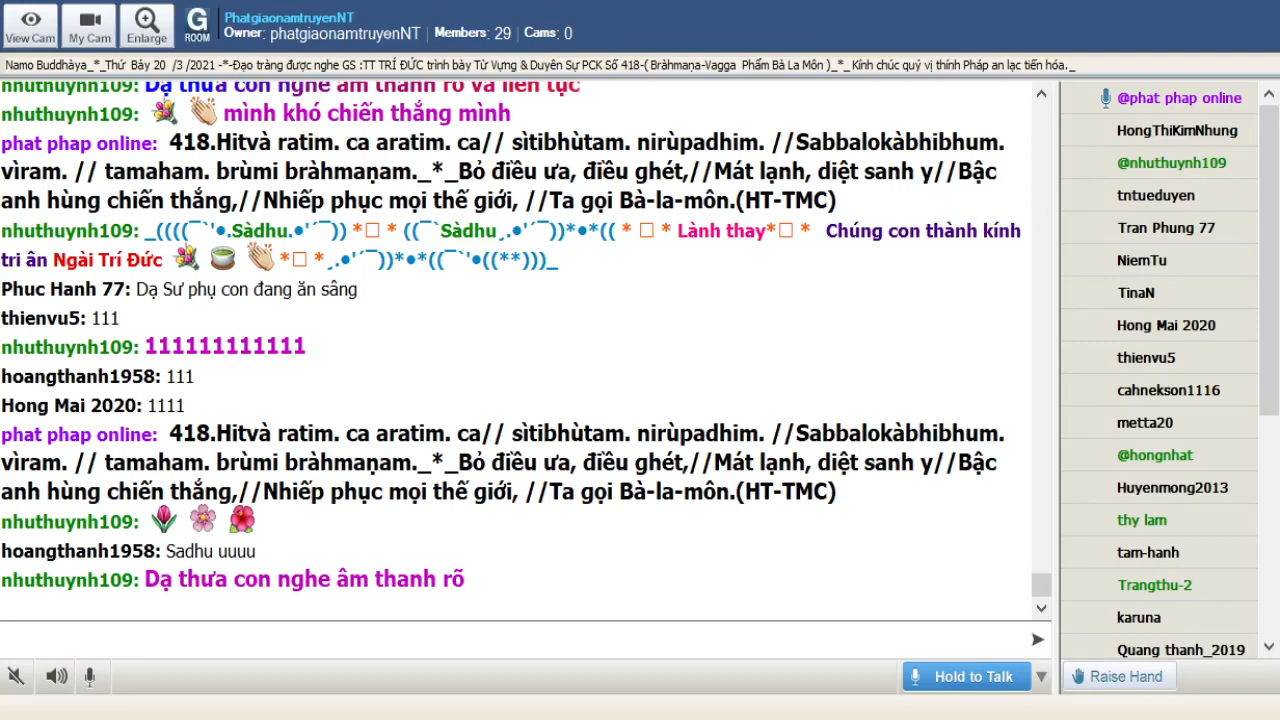 View Cam
My Cam
Enlarge
G
ROOM
PhatgiaonamtruyenNT
Owner: phatgiaonamtruyenNT | Members: 29 | Cams: 0
Namo Buddhàya_*_Thứ Bảy 20 /3 /2021 -*-Đạo tràng được nghe GS :TT TRÍ ĐỨC trình bày Từ Vựng & Duyên Sự PCK Số 418-( Bràhmaṇa-Vagga Phẩm Bà La Môn )_*_ Kính chúc quý vị thính Pháp an lạc tiến hóa._
nhuthuynh109: Dạ thưa con nghe âm thanh rõ và liên tục
nhuthuynh109: mình khó chiến thắng mình
phat phap online: 418.Hitvà ratim. ca aratim. ca// sìtibhùtam. nirùpadhim. //Sabbalokàbhibhum.
vìram. // tamaham. brùmi bràhmaṇam._*_Bỏ điều ưa, điều ghét,//Mát lạnh, diệt sanh y//Bậc
anh hùng chiến thắng,//Nhiếp phục mọi thế giới, //Ta gọi Bà-la-môn.(HT-TMC)
nhuthuynh109: _((((¯`'●.Sàdhu.●'´¯)) *□ * ((¯`Sàdhu¸.●'´¯))*●*(( * □ * Lành thay*□ * Chúng con thành kính
tri ân Ngài Trí Đức *□ *¸.●'´¯))*●*((¯`'●((**)))_
Phuc Hanh 77: Dạ Sư phụ con đang ăn sâng
thienvu5: 111
nhuthuynh109: 111111111111
hoangthanh1958: 111
Hong Mai 2020: 1111
phat phap online: 418.Hitvà ratim. ca aratim. ca// sìtibhùtam. nirùpadhim. //Sabbalokàbhibhum.
vìram. // tamaham. brùmi bràhmaṇam._*_Bỏ điều ưa, điều ghét,//Mát lạnh, diệt sanh y//Bậc
anh hùng chiến thắng,//Nhiếp phục mọi thế giới, //Ta gọi Bà-la-môn.(HT-TMC)
nhuthuynh109:
hoangthanh1958: Sadhu uuuu
nhuthuynh109: Dạ thưa con nghe âm thanh rõ
@phat phap online
HongThiKimNhung
@nhuthuynh109
tntueduyen
Tran Phung 77
NiemTu
TinaN
Hong Mai 2020
thienvu5
cahnekson1116
metta20
@hongnhat
Huyenmong2013
thy lam
tam-hanh
Trangthu-2
karuna
Quang thanh_2019
Hold to Talk
Raise Hand